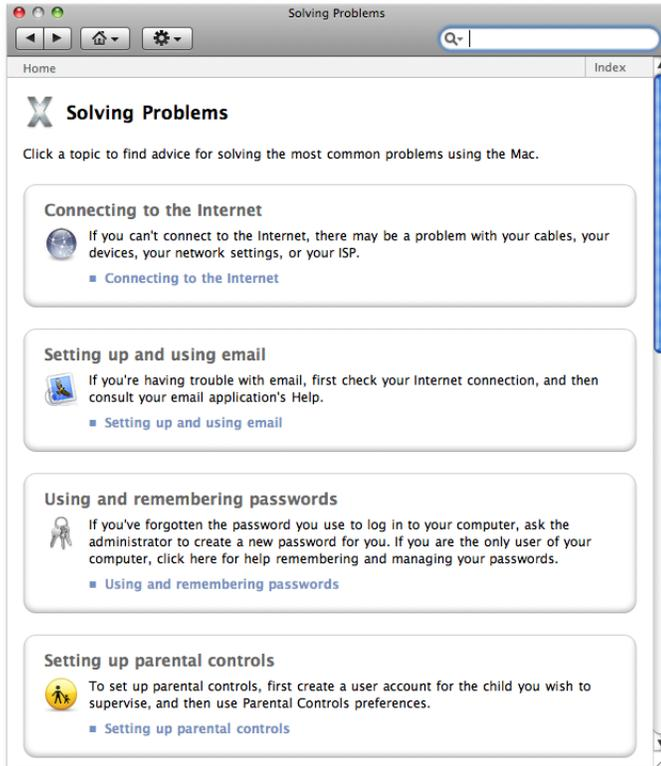 Solving Problems
Home
Index
Solving Problems
Click a topic to find advice for solving the most common problems using the Mac.
Connecting to the Internet
If you can't connect to the Internet, there may be a problem with your cables, your
devices, your network settings, or your ISP.
Connecting to the Internet
Setting up and using email
If you're having trouble with email, first check your Internet connection, and then
consult your email application's Help.
Setting up and using email
Using and remembering passwords
If you've forgotten the password you use to log in to your computer, ask the
administrator to create a new password for you. If you are the only user of your
computer, click here for help remembering and managing your passwords.
Using and remembering passwords
Setting up parental controls
To set up parental controls, first create a user account for the child you wish to
supervise, and then use Parental Controls preferences.
Setting up parental controls